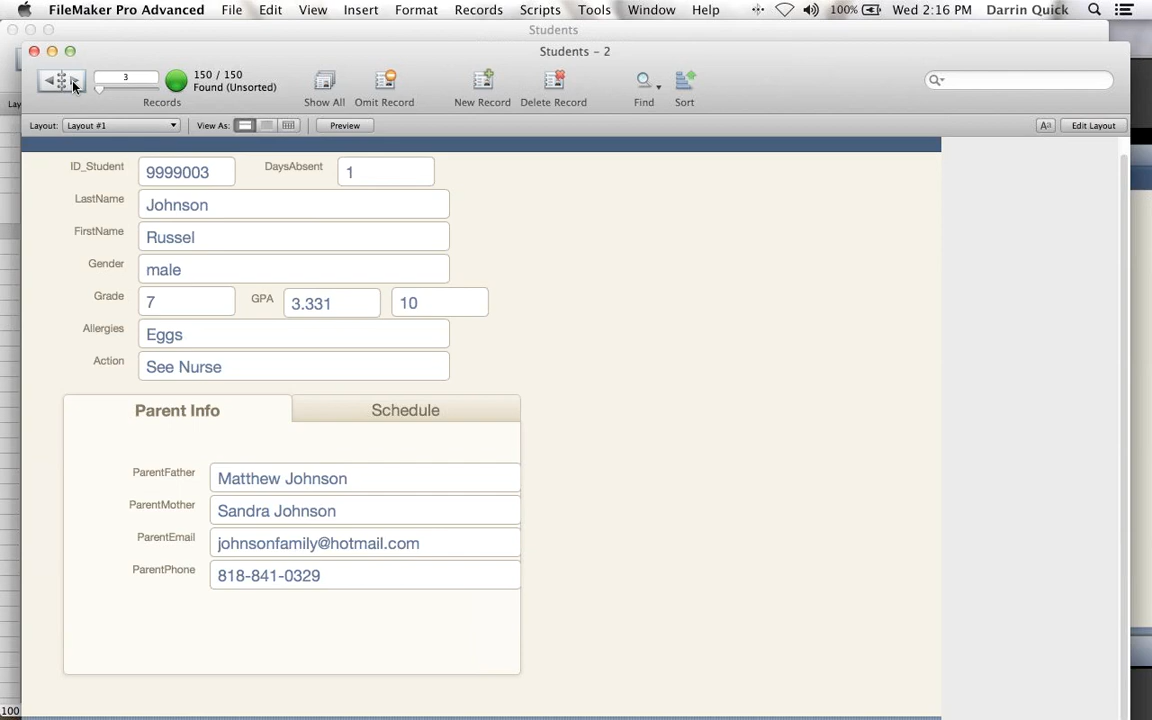 FileMaker Pro Advanced File Edit View Insert Format Records Scripts Tools Window Help 100% Wed 2:16 PM Darrin Quick
Students
Students – 2
3
150 / 150
Found (Unsorted)
Records
Show All
Omit Record
New Record
Delete Record
Find
Sort
Lay
Layout: Layout #1 View As: Preview Aa Edit Layout
ID_Student 9999003 DaysAbsent 1
LastName Johnson
FirstName Russel
Gender male
Grade 7 GPA 3.331 10
Allergies Eggs
Action See Nurse
Parent Info Schedule
ParentFather Matthew Johnson
ParentMother Sandra Johnson
ParentEmail johnsonfamily@hotmail.com
ParentPhone 818-841-0329
100